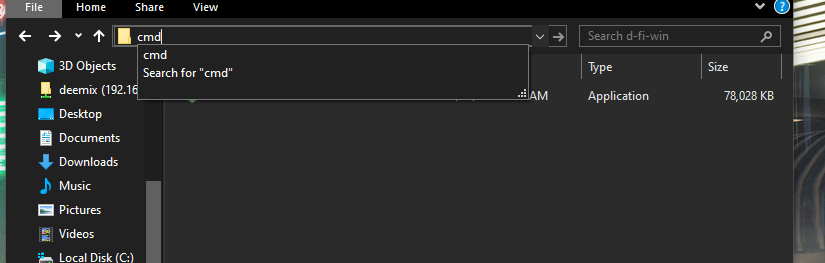 File Home Share View
cmd
Search d-fi-win
cmd
Search for "cmd"
Type Size
AM Application 78,028 KB
3D Objects
deemix (192.16
Desktop
Documents
Downloads
Music
Pictures
Videos
Local Disk (C:)